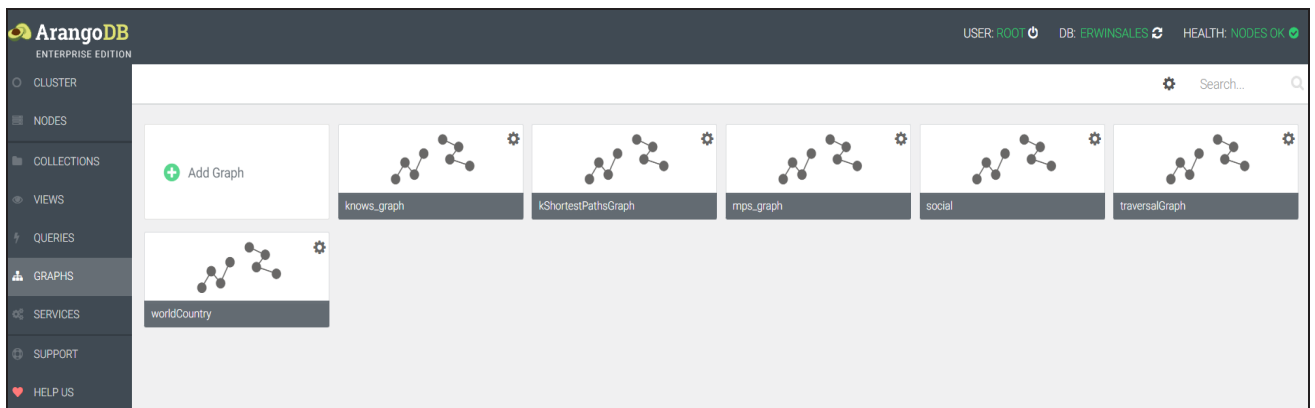 ArangoDB
ENTERPRISE EDITION
USER: ROOT DB: ERWINSALES HEALTH: NODES OK
CLUSTER
Search...
NODES
COLLECTIONS
VIEWS
QUERIES
GRAPHS
SERVICES
SUPPORT
HELP US
Add Graph
knows_graph
kShortestPathsGraph
mps_graph
social
traversalGraph
worldCountry